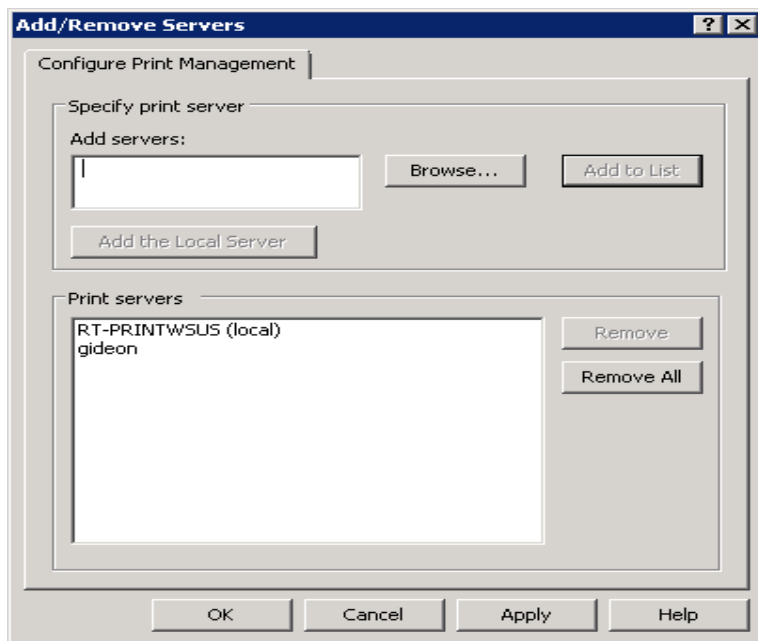 Add/Remove Servers
Configure Print Management
Specify print server
Add servers:
Browse...
Add to List
Add the Local Server
Print servers
RT-PRINTWSUS (local)
gideon
Remove
Remove All
OK
Cancel
Apply
Help